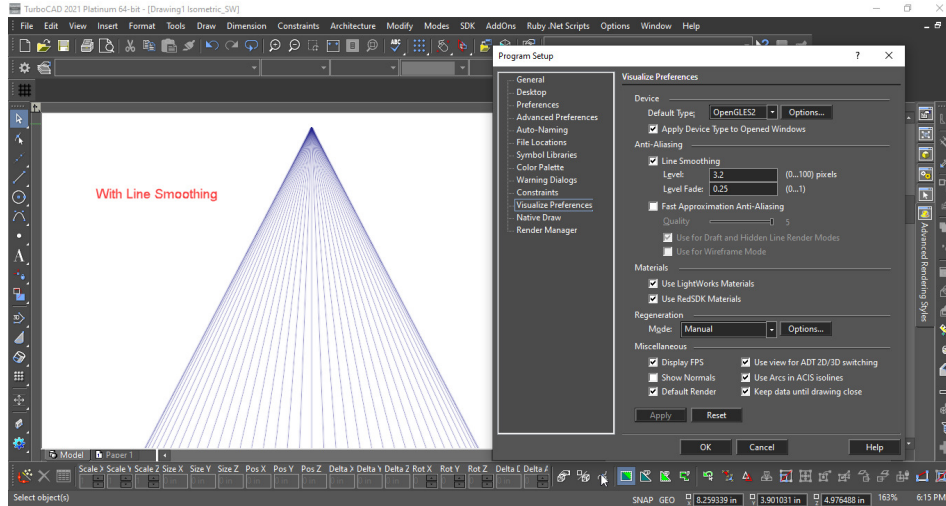 TurboCAD 2021 Platinum 64-bit - [Drawing1 Isometric_SW]
File Edit View Insert Format Text Tools Draw Dimension Constraints Architecture Modify Modes SDK AddOns Ruby .Net Scripts Options Window Help
Program Setup
General
Desktop
Preferences
Advanced Preferences
Auto-Naming
File Locations
Symbol Libraries
Color Palette
Warning Dialogs
Constraints
Visualize Preferences
Native Draw
Render Manager
Visualize Preferences
Device
Default Type: OpenGLES2 Options...
Apply Device Type to Opened Windows
Anti-Aliasing
Line Smoothing
Level: 3.2 (0...100) pixels
Level Fade: 0.25 (0...1)
Fast Approximation Anti-Aliasing
Quality 5
Use for Draft and Hidden Line Render Modes
Use for Wireframe Mode
Materials
Use LightWorks Materials
Use RedSDK Materials
Regeneration
Mode: Manual Options...
Miscellaneous
Display FPS Use view for ADT 2D/3D switching
Show Normals Use Arcs in ACIS isolines
Default Render Keep data until drawing close
Apply Reset
OK Cancel Help
With Line Smoothing
Advanced Rendering Styles
Model Paper 1
Scale Scale Scale Size X Size Y Size Z Pos X Pos Y Pos Z Delta Delta Delta Rot X Rot Y Rot Z Delta Delta
Select object(s)
SNAP GEO 8.259339 in 3.901031 in 4.976488 in 163% 6:15 PM